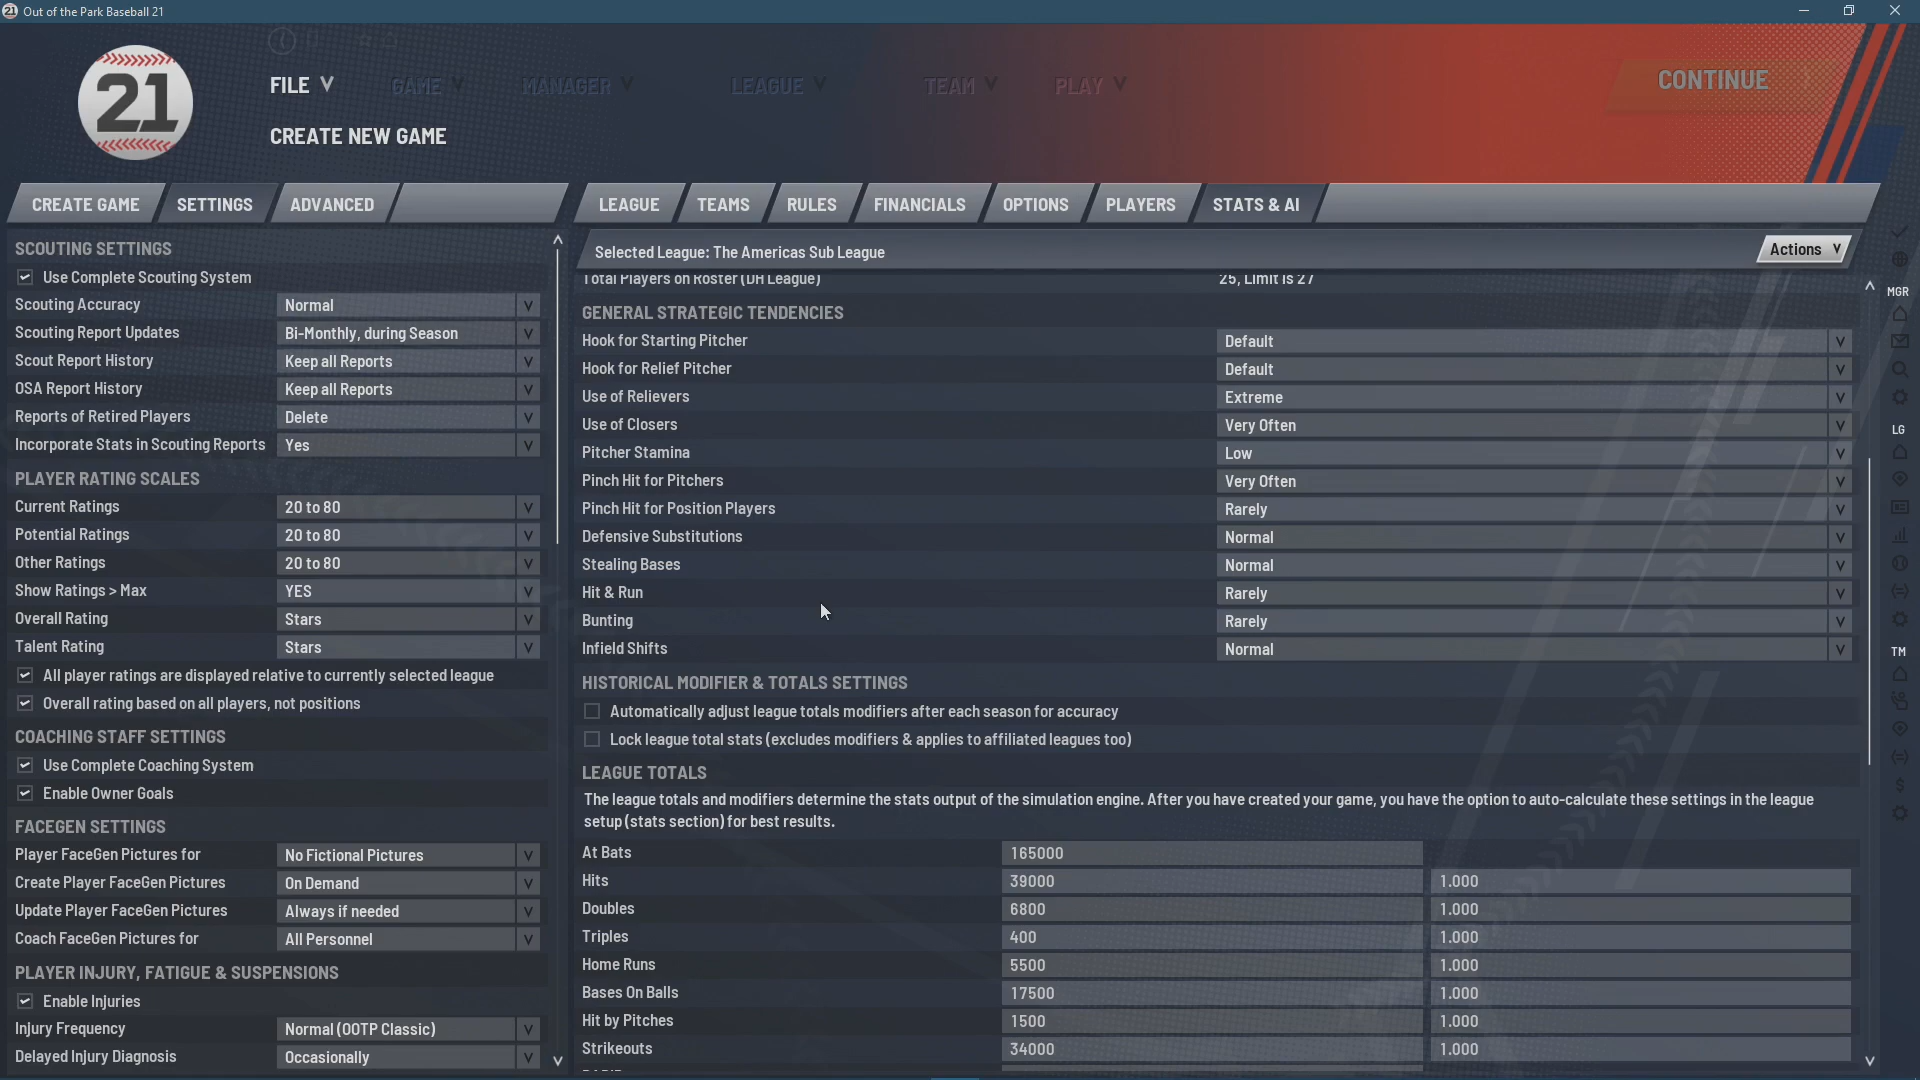 Out of the Park Baseball 21
21
FILE
GAME
MANAGER
LEAGUE
TEAM
PLAY
CONTINUE
CREATE NEW GAME
CREATE GAME
SETTINGS
ADVANCED
LEAGUE
TEAMS
RULES
FINANCIALS
OPTIONS
PLAYERS
STATS & AI
SCOUTING SETTINGS
Use Complete Scouting System
Scouting Accuracy Normal
Scouting Report Updates Bi-Monthly, during Season
Scout Report History Keep all Reports
OSA Report History Keep all Reports
Reports of Retired Players Delete
Incorporate Stats in Scouting Reports Yes
PLAYER RATING SCALES
Current Ratings 20 to 80
Potential Ratings 20 to 80
Other Ratings 20 to 80
Show Ratings > Max YES
Overall Rating Stars
Talent Rating Stars
All player ratings are displayed relative to currently selected league
Overall rating based on all players, not positions
COACHING STAFF SETTINGS
Use Complete Coaching System
Enable Owner Goals
FACEGEN SETTINGS
Player FaceGen Pictures for No Fictional Pictures
Create Player FaceGen Pictures On Demand
Update Player FaceGen Pictures Always if needed
Coach FaceGen Pictures for All Personnel
PLAYER INJURY, FATIGUE & SUSPENSIONS
Enable Injuries
Injury Frequency Normal (OOTP Classic)
Delayed Injury Diagnosis Occasionally
Selected League: The Americas Sub League
Actions
Total Players on Roster (DH League) 25, Limit is 27
GENERAL STRATEGIC TENDENCIES
Hook for Starting Pitcher Default
Hook for Relief Pitcher Default
Use of Relievers Extreme
Use of Closers Very Often
Pitcher Stamina Low
Pinch Hit for Pitchers Very Often
Pinch Hit for Position Players Rarely
Defensive Substitutions Normal
Stealing Bases Normal
Hit & Run Rarely
Bunting Rarely
Infield Shifts Normal
HISTORICAL MODIFIER & TOTALS SETTINGS
Automatically adjust league totals modifiers after each season for accuracy
Lock league total stats (excludes modifiers & applies to affiliated leagues too)
LEAGUE TOTALS
The league totals and modifiers determine the stats output of the simulation engine. After you have created your game, you have the option to auto-calculate these settings in the league
setup (stats section) for best results.
At Bats 165000
Hits 39000 1.000
Doubles 6800 1.000
Triples 400 1.000
Home Runs 5500 1.000
Bases On Balls 17500 1.000
Hit by Pitches 1500 1.000
Strikeouts 34000 1.000
MGR
LG
TM